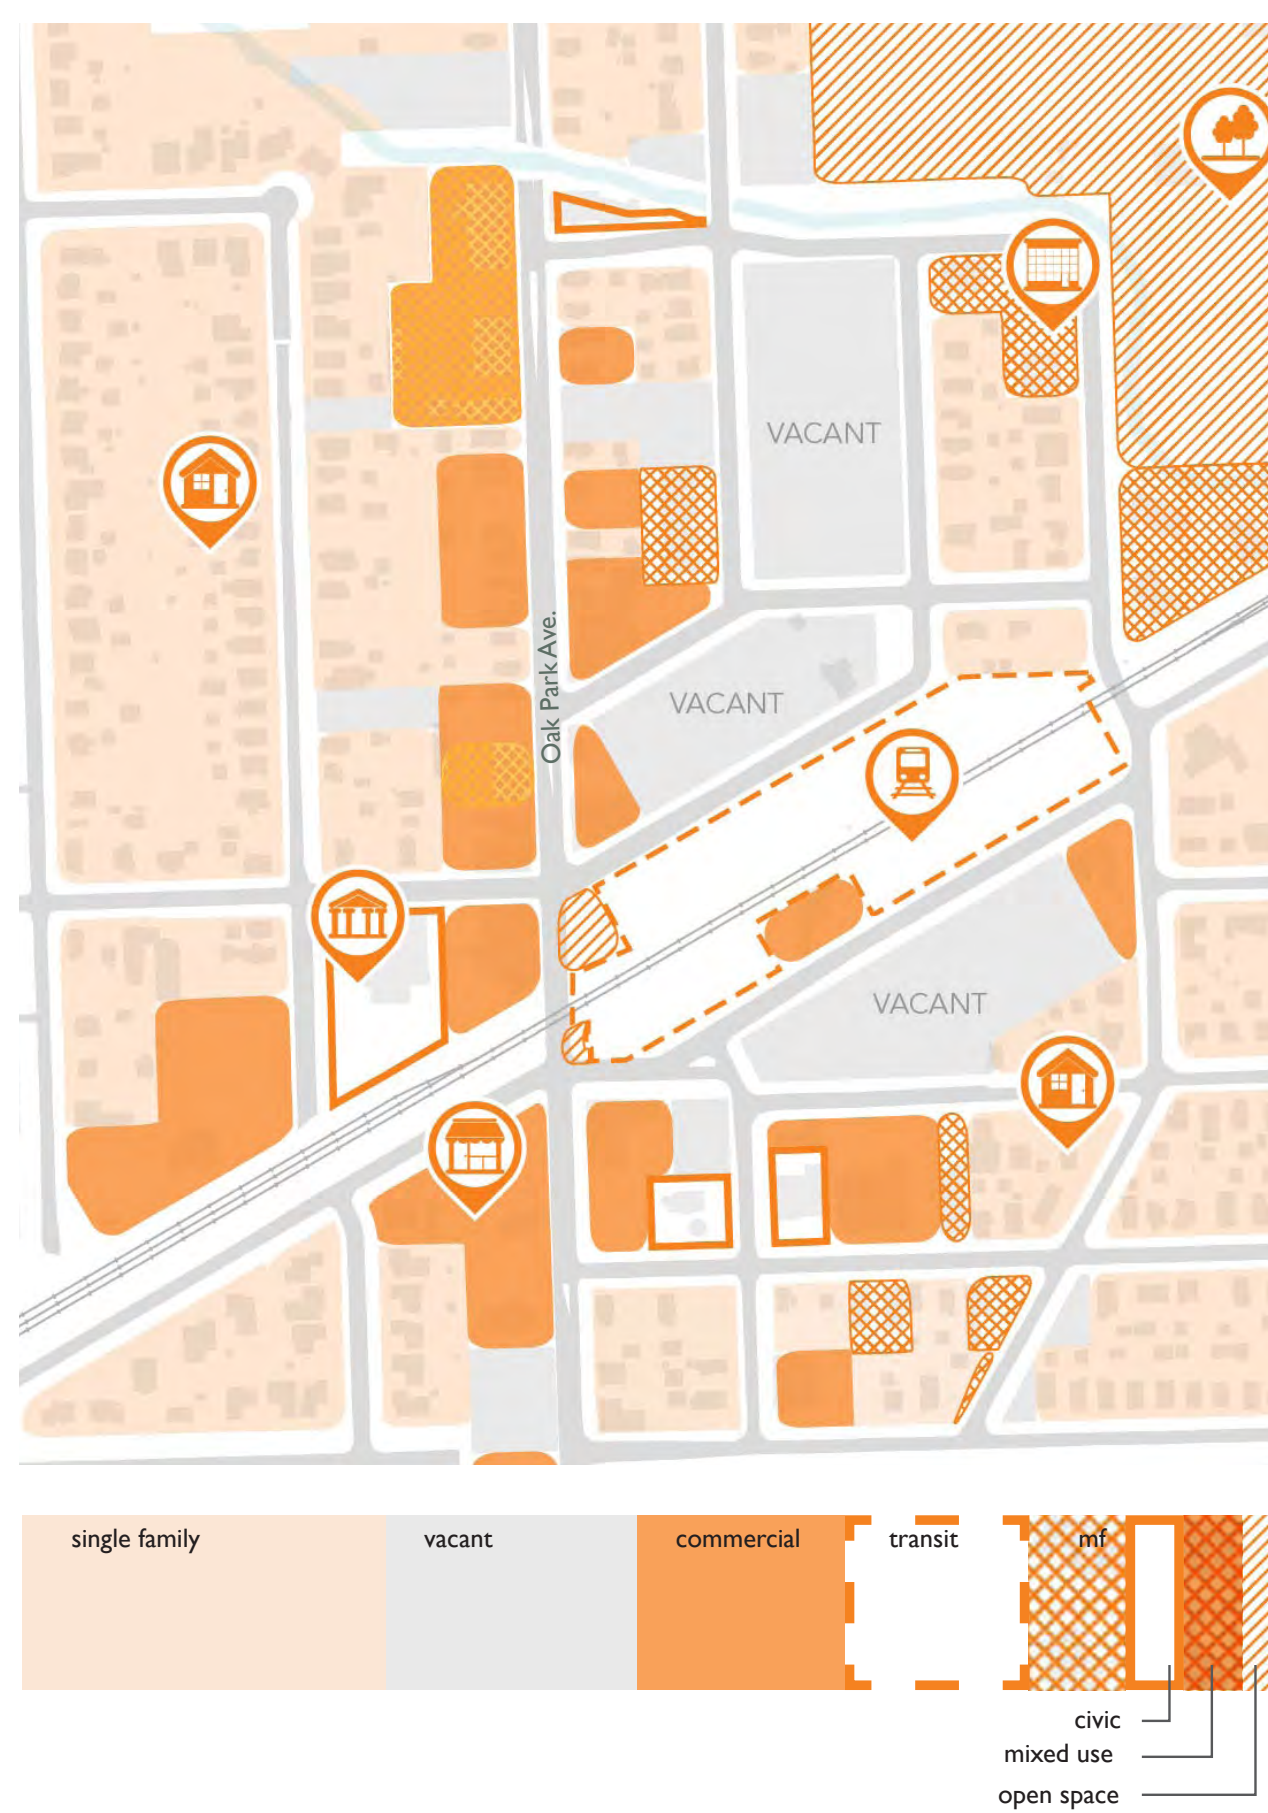 VACANT
Oak Park Ave.
VACANT
VACANT
single family
vacant
commercial
transit
mf
civic
mixed use
open space